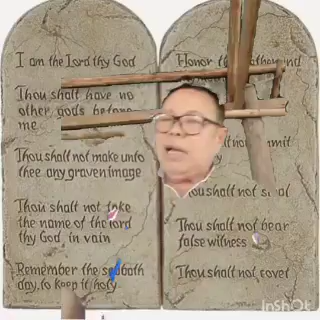 I am the Lord thy God
Thou shalt have no
other gods before
me
Thou shalt not make unto
thee any graven image
Thou shalt not take
the name of the Lord
thy God, in vain
Remember the sabbath
day, to keep it holy
Honor
Thou shalt not
Thou shalt not bear
false witness
Thou shalt not covet
InShOt